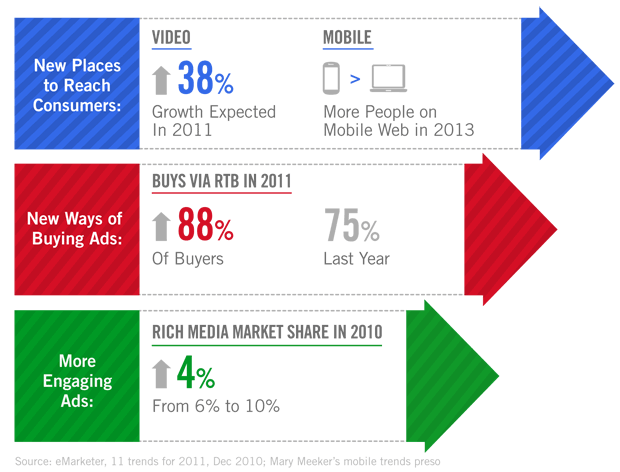 New Places
to Reach
Consumers:
VIDEO
38%
Growth Expected
In 2011
MOBILE
>
More People on
Mobile Web in 2013
New Ways of
Buying Ads:
BUYS VIA RTB IN 2011
88%
Of Buyers
75%
Last Year
More
Engaging
Ads:
RICH MEDIA MARKET SHARE IN 2010
4%
From 6% to 10%
Source: eMarketer, 11 trends for 2011, Dec 2010; Mary Meeker's mobile trends preso